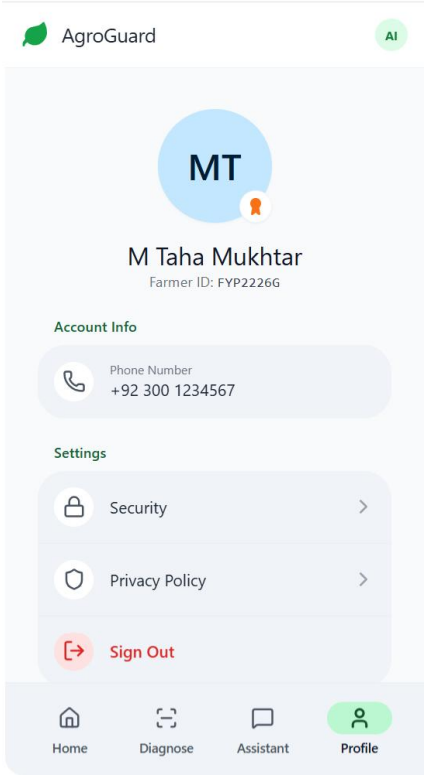 AgroGuard
AI
MT
M Taha Mukhtar
Farmer ID: FYP2226G
Account Info
Phone Number
+92 300 1234567
Settings
Security
Privacy Policy
Sign Out
Home
Diagnose
Assistant
Profile